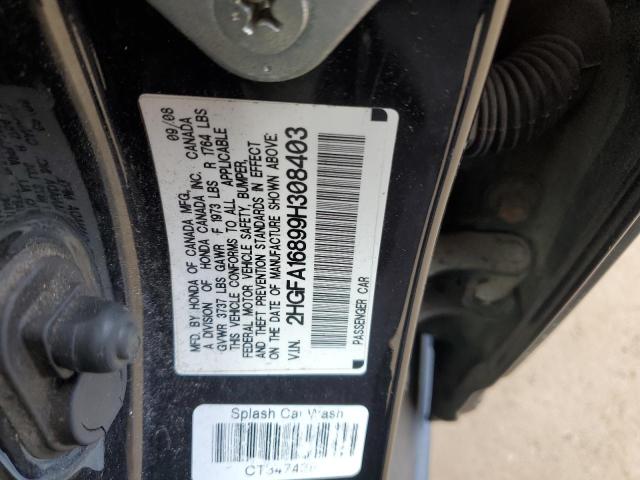 MFD. BY HONDA OF CANADA MFG. 09/08
A DIVISION OF HONDA CANADA INC. CANADA
GVWR 3737 LBS GAWR F 1973 LBS R 1764 LBS
THIS VEHICLE CONFORMS TO ALL APPLICABLE
FEDERAL MOTOR VEHICLE SAFETY, BUMPER,
AND THEFT PREVENTION STANDARDS IN EFFECT
ON THE DATE OF MANUFACTURE SHOWN ABOVE.
V.I.N. 2HGFA16899H308403
PASSENGER CAR
Splash Car Wash